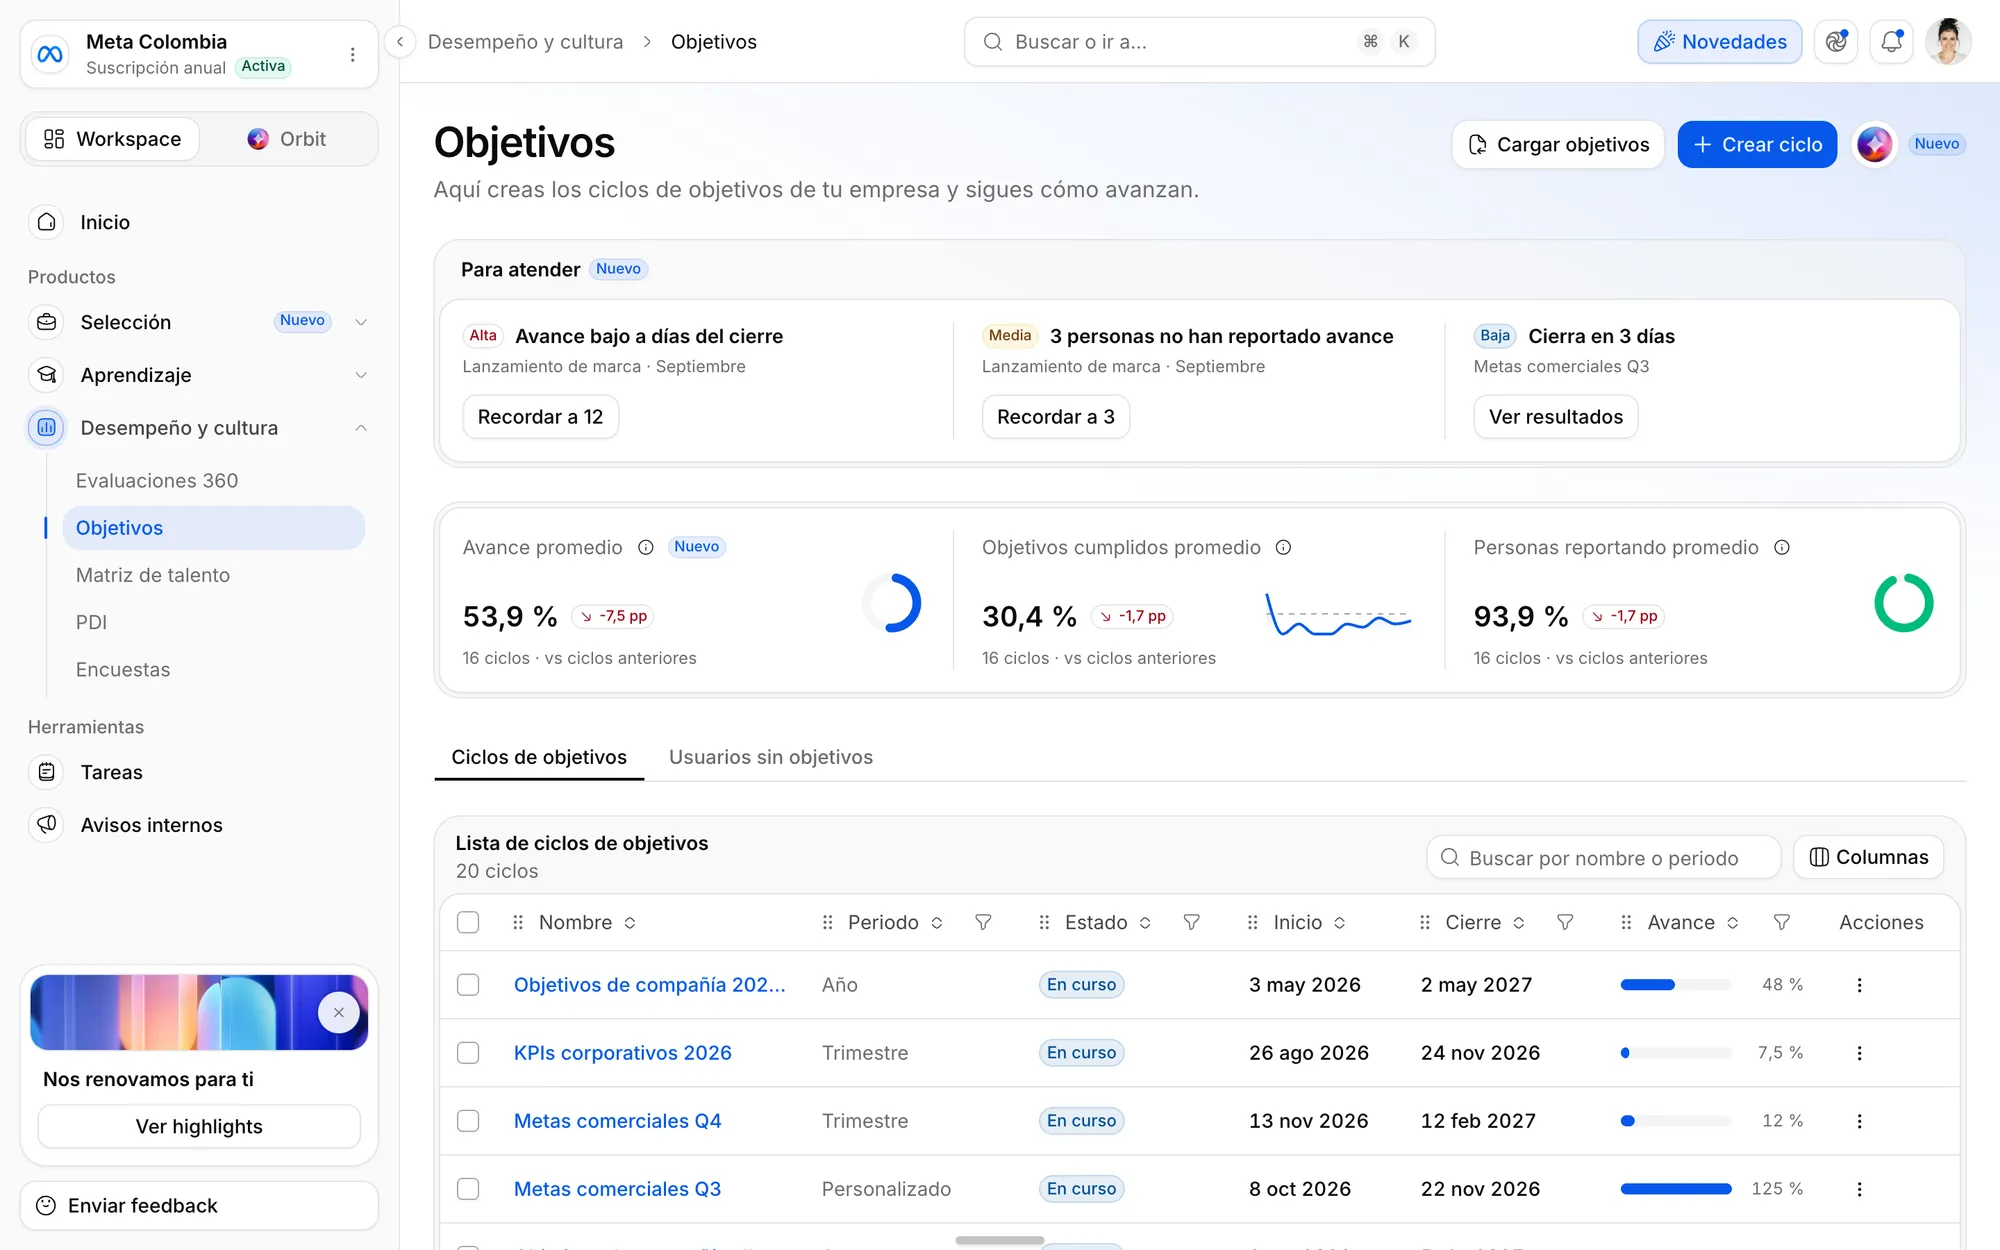 Meta Colombia
Suscripción anual Activa
Workspace
Orbit
Inicio
Productos
Selección Nuevo
Aprendizaje
Desempeño y cultura
Evaluaciones 360
Objetivos
Matriz de talento
PDI
Encuestas
Herramientas
Tareas
Avisos internos
Nos renovamos para ti
Ver highlights
Enviar feedback
Desempeño y cultura > Objetivos
Buscar o ir a... ⌘ K
Novedades
Objetivos
Aquí creas los ciclos de objetivos de tu empresa y sigues cómo avanzan.
Cargar objetivos
+ Crear ciclo
Nuevo
Para atender Nuevo
Alta Avance bajo a días del cierre
Lanzamiento de marca · Septiembre
Recordar a 12
Media 3 personas no han reportado avance
Lanzamiento de marca · Septiembre
Recordar a 3
Baja Cierra en 3 días
Metas comerciales Q3
Ver resultados
Avance promedio Nuevo
53,9 % -7,5 pp
16 ciclos · vs ciclos anteriores
Objetivos cumplidos promedio
30,4 % -1,7 pp
16 ciclos · vs ciclos anteriores
Personas reportando promedio
93,9 % -1,7 pp
16 ciclos · vs ciclos anteriores
Ciclos de objetivos
Usuarios sin objetivos
Lista de ciclos de objetivos
20 ciclos
Buscar por nombre o periodo
Columnas
Nombre Periodo Estado Inicio Cierre Avance Acciones
Objetivos de compañía 202... Año En curso 3 may 2026 2 may 2027 48 %
KPIs corporativos 2026 Trimestre En curso 26 ago 2026 24 nov 2026 7,5 %
Metas comerciales Q4 Trimestre En curso 13 nov 2026 12 feb 2027 12 %
Metas comerciales Q3 Personalizado En curso 8 oct 2026 22 nov 2026 125 %